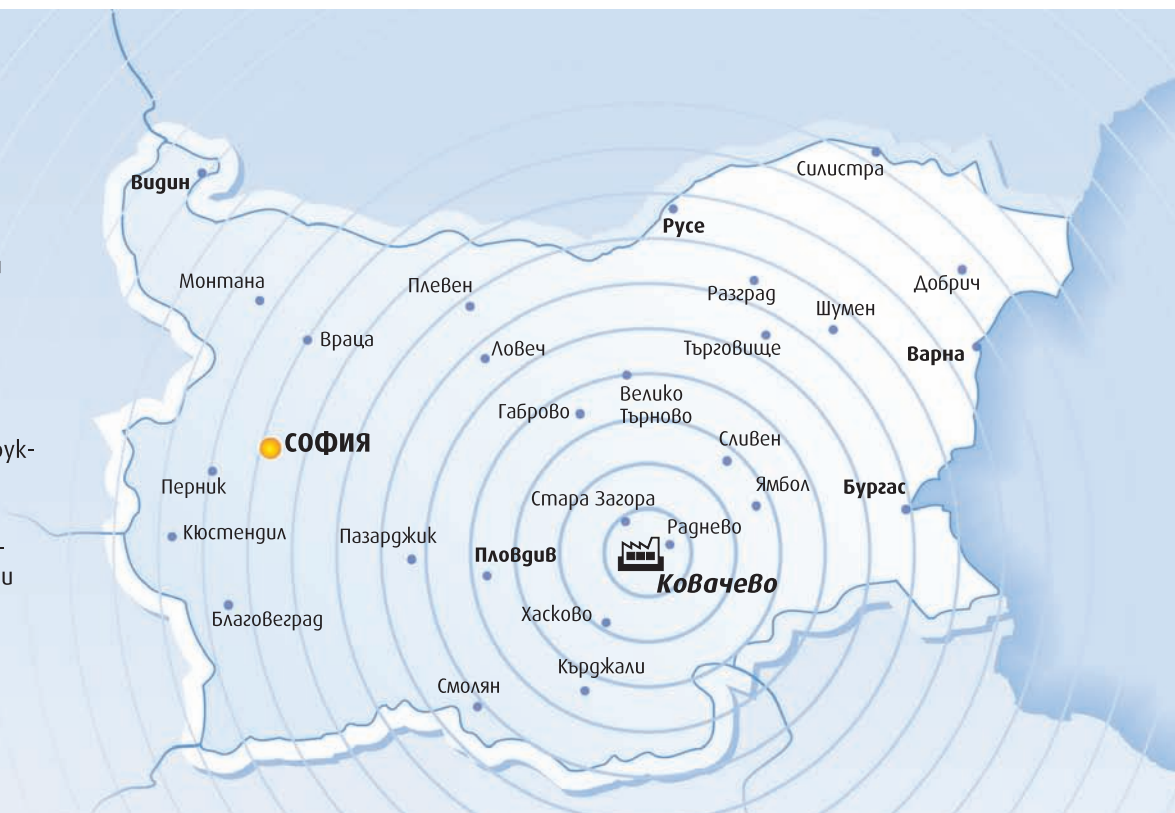 Силистра
Видин
Русе
Монтана
Плевен
Разград
Добрич
Шумен
Враца
Ловеч
Търговище
Варна
Велико
Търново
Габрово
СОФИЯ
Сливен
Перник
Ямбол
Бургас
Стара Загора
Раднево
Кюстендил
Пазарджик
Пловдив
Ковачево
Благовеград
Хасково
Кърджали
Смолян